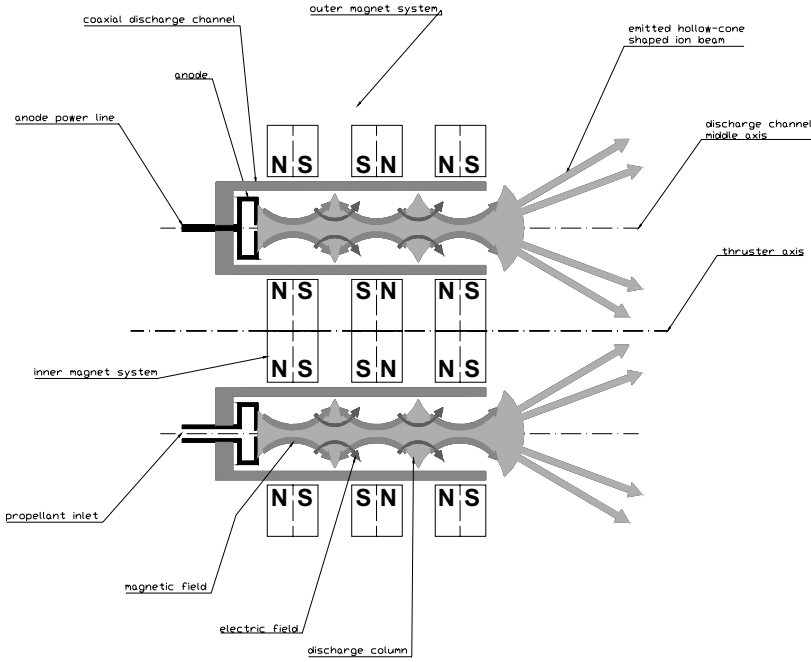 outer magnet system
coaxial discharge channel
emitted hollow-cone
shaped ion beam
anode
anode power line
discharge channel
middle axis
N S S N N S
thruster axis
N S S N N S
inner magnet system
N S S N N S
propellant inlet
N S S N N S
magnetic field
electric field
discharge column